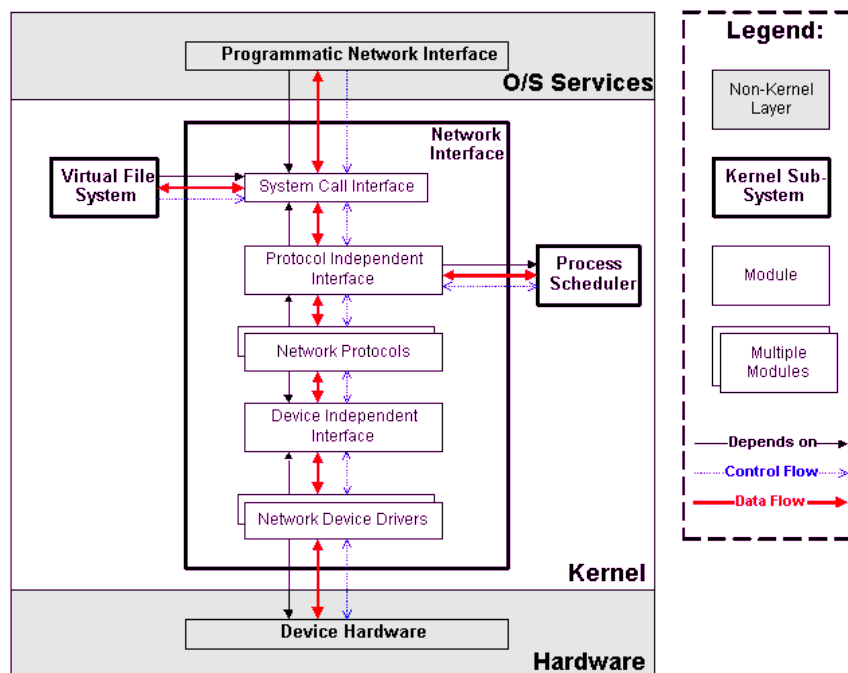 Programmatic Network Interface
O/S Services
Network
Interface
Virtual File
System
System Call Interface
Protocol Independent
Interface
Process
Scheduler
Network Protocols
Device Independent
Interface
Network Device Drivers
Kernel
Device Hardware
Hardware
Legend:
Non-Kernel
Layer
Kernel Sub-
System
Module
Multiple
Modules
Depends on
Control Flow
Data Flow